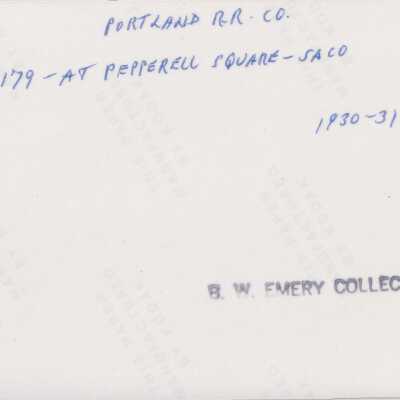 PORTLAND R.R. CO.
179 - AT PEPPERELL SQUARE - SACO
1930-31
B. W. EMERY COLLEC